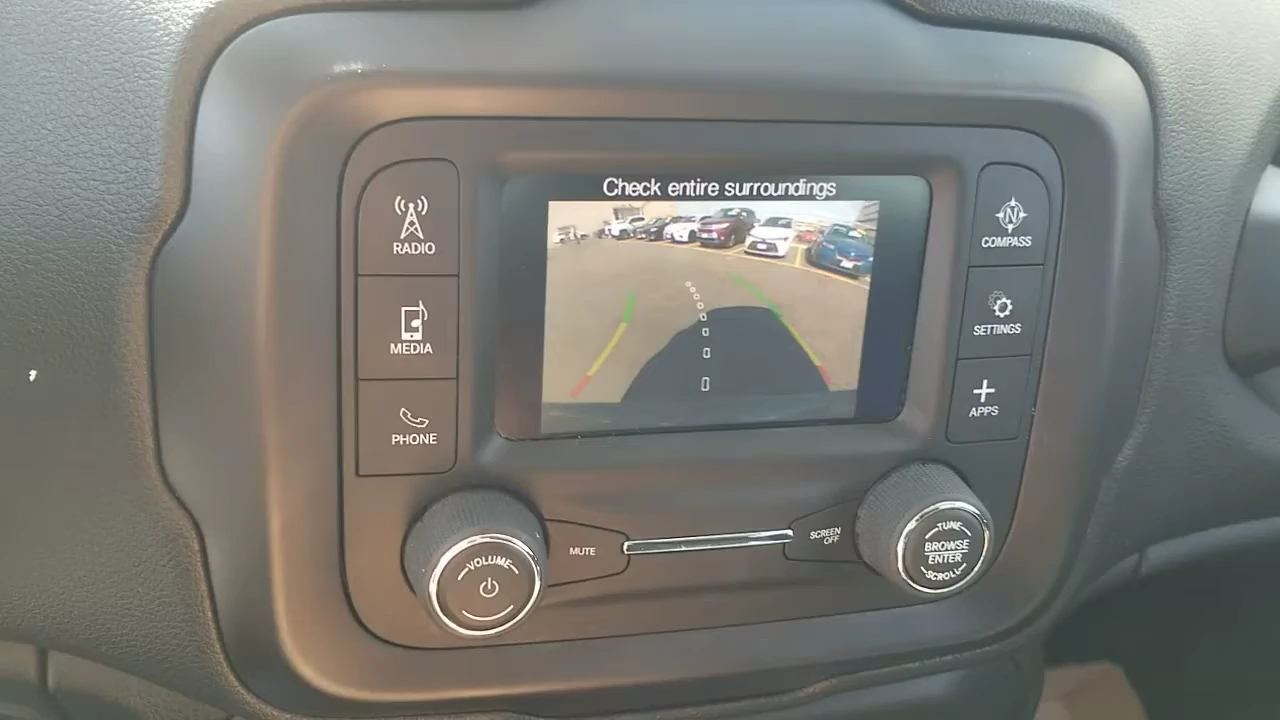 Check entire surroundings
RADIO
MEDIA
PHONE
N
COMPASS
SETTINGS
APPS
VOLUME
MUTE
SCREEN
OFF
TUNE
BROWSE
ENTER
SCROLL